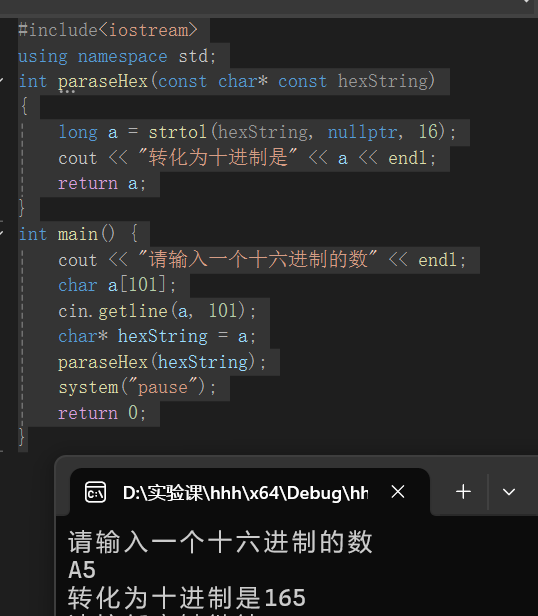 #include<iostream>
using namespace std;
int paraseHex(const char* const hexString)
{
long a = strtol(hexString, nullptr, 16);
cout << "转化为十进制是" << a << endl;
return a;
}
int main() {
cout << "请输入一个十六进制的数" << endl;
char a[101];
cin.getline(a, 101);
char* hexString = a;
paraseHex(hexString);
system("pause");
return 0;
}
D:\实验课\hhh\x64\Debug\hh
请输入一个十六进制的数
A5
转化为十进制是165